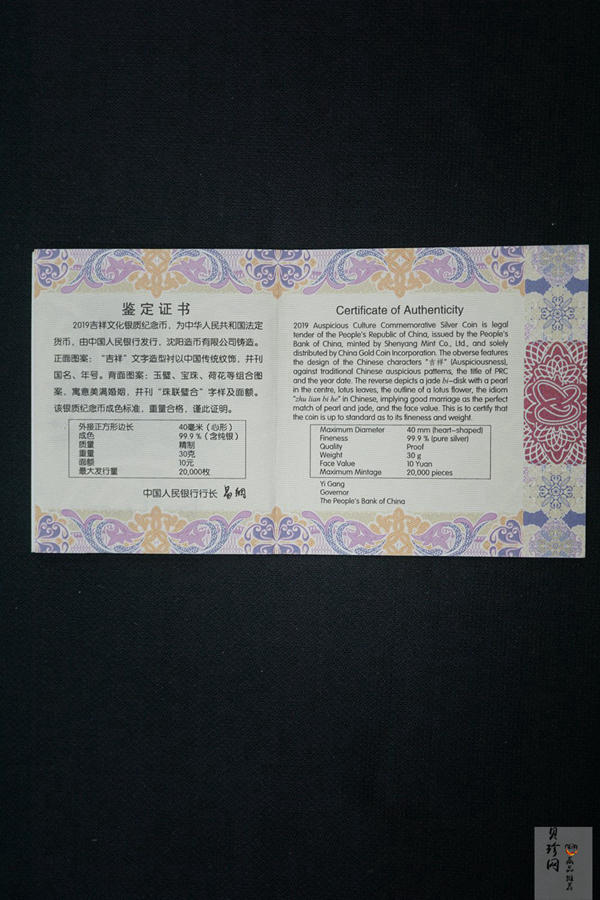 鉴定证书
2019吉祥文化银质纪念币，为中华人民共和国法定
货币，由中国人民银行发行，沈阳造币有限公司铸造。
正面图案：“吉祥”文字造型衬以中国传统纹饰，并刊
国名、年号。背面图案：玉璧、宝珠、荷花等组合图
案，寓意美满婚姻，并刊“珠联璧合”字样及面额。
该银质纪念币成色标准，重量合格，谨此证明。
外接正方形边长 40毫米（心形）
成色 99.9％（含纯银）
质量 精制
重量 30克
面额 10元
最大发行量 20,000枚
中国人民银行行长 易纲
Certificate of Authenticity
2019 Auspicious Culture Commemorative Silver Coin is legal
tender of the People's Republic of China, issued by the People's
Bank of China, minted by Shenyang Mint Co., Ltd., and solely
distributed by China Gold Coin Incorporation. The obverse features
the design of the Chinese characters "吉祥" (Auspiciousness),
against traditional Chinese auspicious patterns, the title of PRC
and the year date. The reverse depicts a jade bi-disk with a pearl
in the centre, lotus leaves, the outline of a lotus flower, the idiom
"zhu lian bi he" in Chinese, implying good marriage as the perfect
match of pearl and jade, and the face value. This is to certify that
the coin is up to standard as to its fineness and weight.
Maximum Diameter 40 mm (heart-shaped)
Fineness 99.9 % (pure silver)
Quality Proof
Weight 30 g
Face Value 10 Yuan
Maximum Mintage 20,000 pieces
Yi Gang
Governor
The People's Bank of China
贝珍网